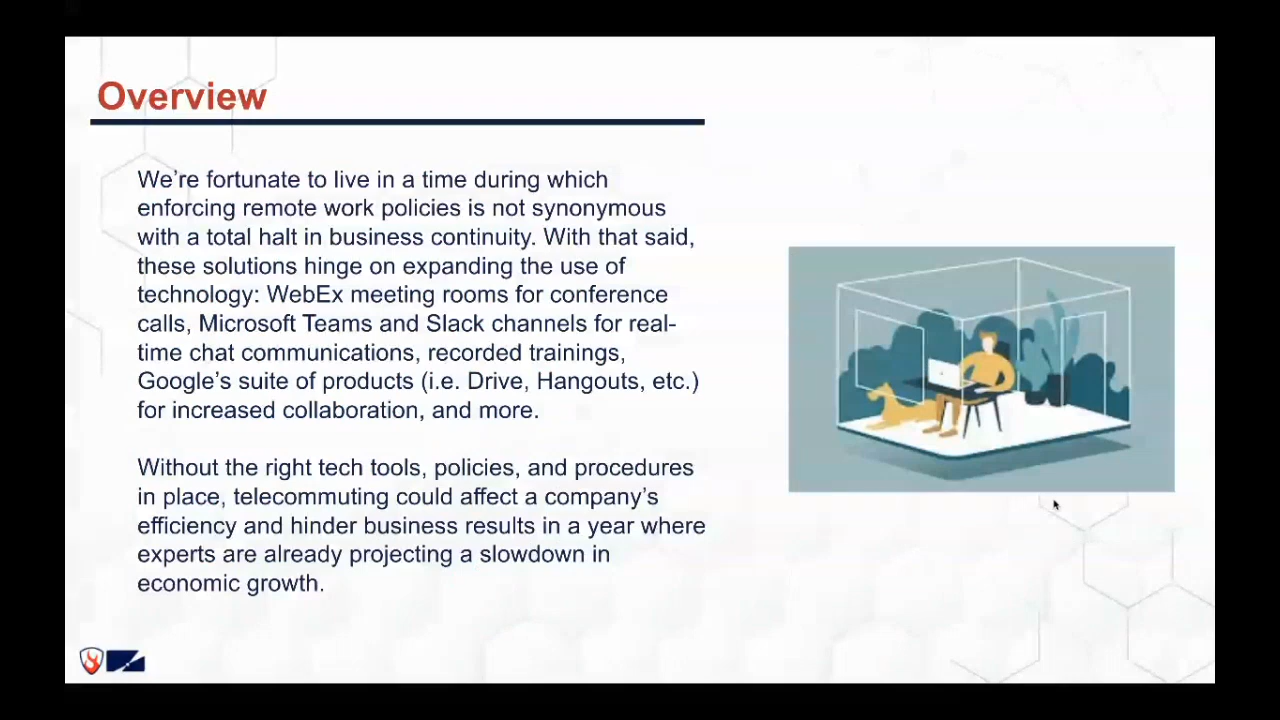 Overview
We're fortunate to live in a time during which
enforcing remote work policies is not synonymous
with a total halt in business continuity. With that said,
these solutions hinge on expanding the use of
technology: WebEx meeting rooms for conference
calls, Microsoft Teams and Slack channels for real-
time chat communications, recorded trainings,
Google's suite of products (i.e. Drive, Hangouts, etc.)
for increased collaboration, and more.
Without the right tech tools, policies, and procedures
in place, telecommuting could affect a company's
efficiency and hinder business results in a year where
experts are already projecting a slowdown in
economic growth.